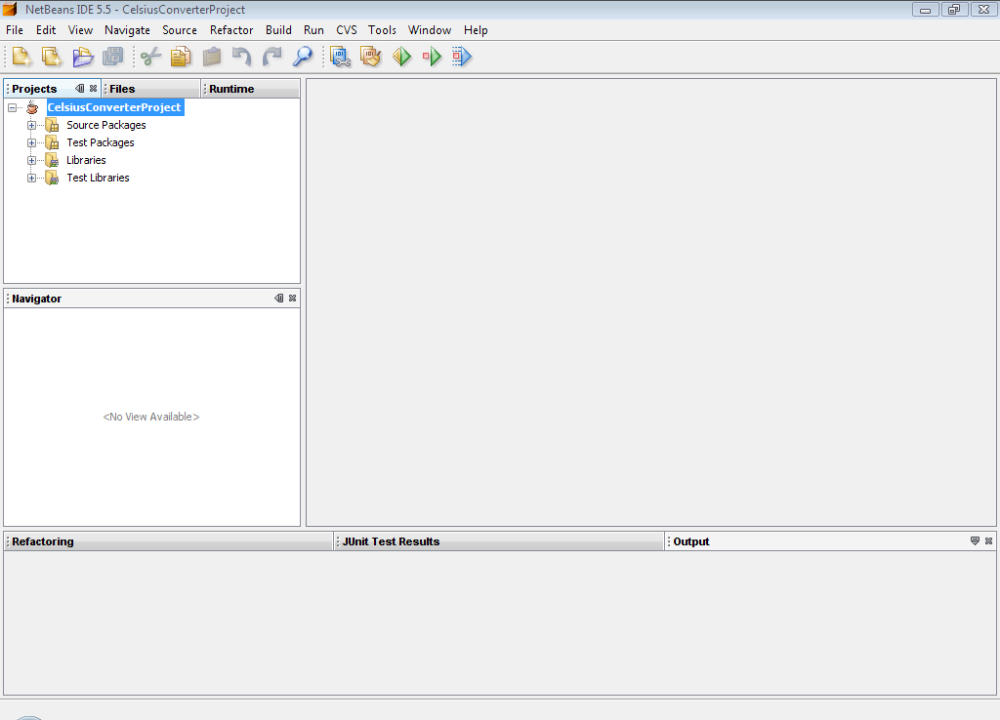 NetBeans IDE 5.5 - CelsiusConverterProject
File Edit View Navigate Source Refactor Build Run CVS Tools Window Help
Projects Files Runtime
CelsiusConverterProject
Source Packages
Test Packages
Libraries
Test Libraries
Navigator
<No View Available>
Refactoring JUnit Test Results Output